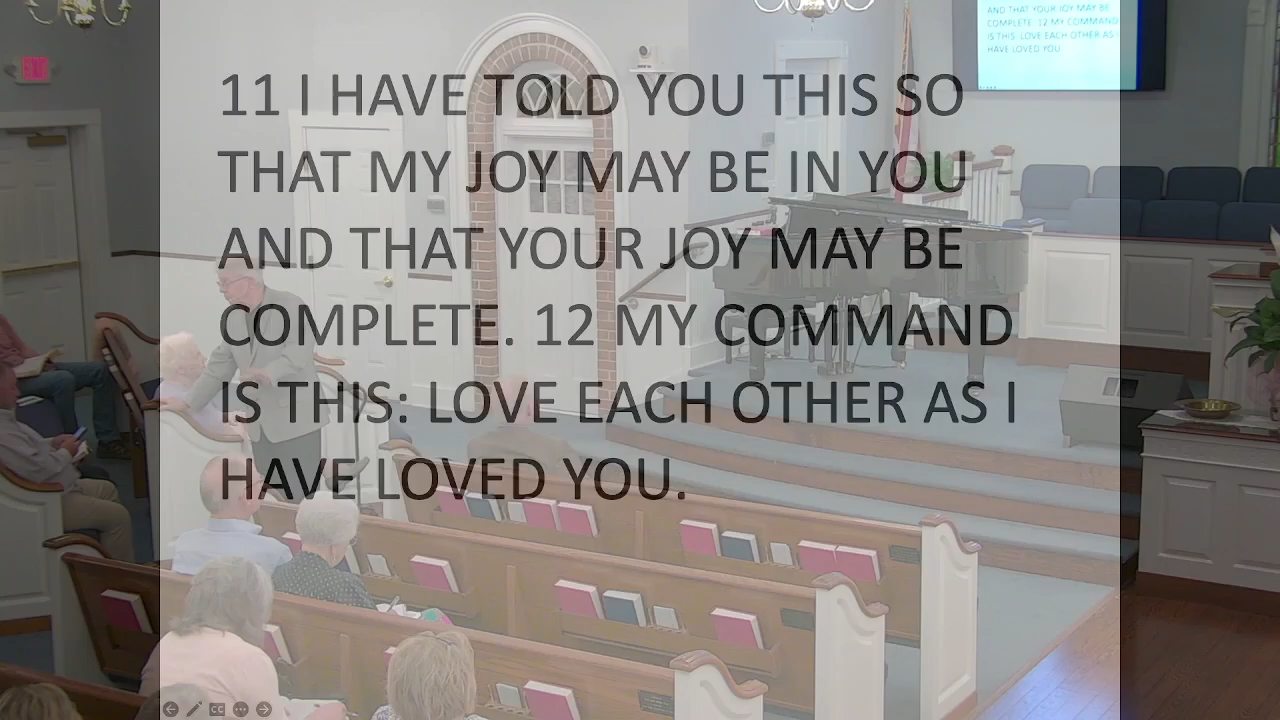 11 I HAVE TOLD YOU THIS SO
THAT MY JOY MAY BE IN YOU
AND THAT YOUR JOY MAY BE
COMPLETE. 12 MY COMMAND
IS THIS: LOVE EACH OTHER AS I
HAVE LOVED YOU.
AND THAT YOUR JOY MAY BE
COMPLETE. 12 MY COMMAND
IS THIS: LOVE EACH OTHER AS I
HAVE LOVED YOU.
CC